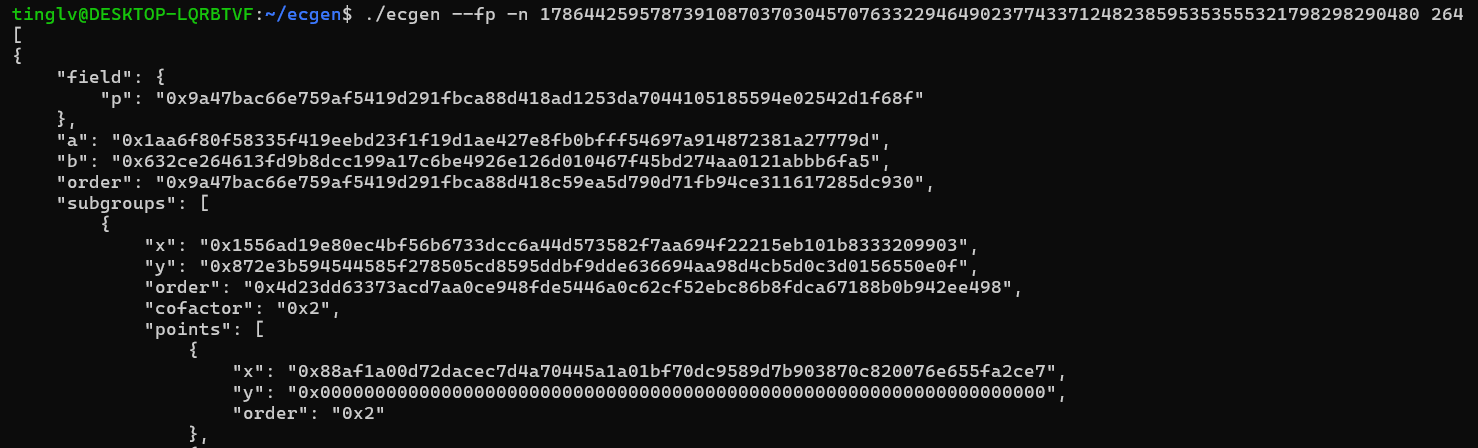 tinglv@DESKTOP-LQRBTVF:~/ecgen$ ./ecgen --fp -n 17864425957873910870370304570763322946490237743371248238595353555321798298290480 264
[
{
"field": {
"p": "0x9a47bac66e759af5419d291fbca88d418ad1253da7044105185594e02542d1f68f"
},
"a": "0x1aa6f80f58335f419eebd23f1f19d1ae427e8fb0bfff54697a914872381a27779d",
"b": "0x632ce264613fd9b8dcc199a17c6be4926e126d010467f45bd274aa0121abbb6fa5",
"order": "0x9a47bac66e759af5419d291fbca88d418c59ea5d790d71fb94ce311617285dc930",
"subgroups": [
{
"x": "0x1556ad19e80ec4bf56b6733dcc6a44d573582f7aa694f22215eb101b8333209903",
"y": "0x872e3b594544585f278505cd8595ddbf9dde636694aa98d4cb5d0c3d0156550e0f",
"order": "0x4d23dd63373acd7aa0ce948fde5446a0c62cf52ebc86b8fdca67188b0b942ee498",
"cofactor": "0x2",
"points": [
{
"x": "0x88af1a00d72dacec7d4a70445a1a01bf70dc9589d7b903870c820076e655fa2ce7",
"y": "0x000000000000000000000000000000000000000000000000000000000000000000",
"order": "0x2"
},